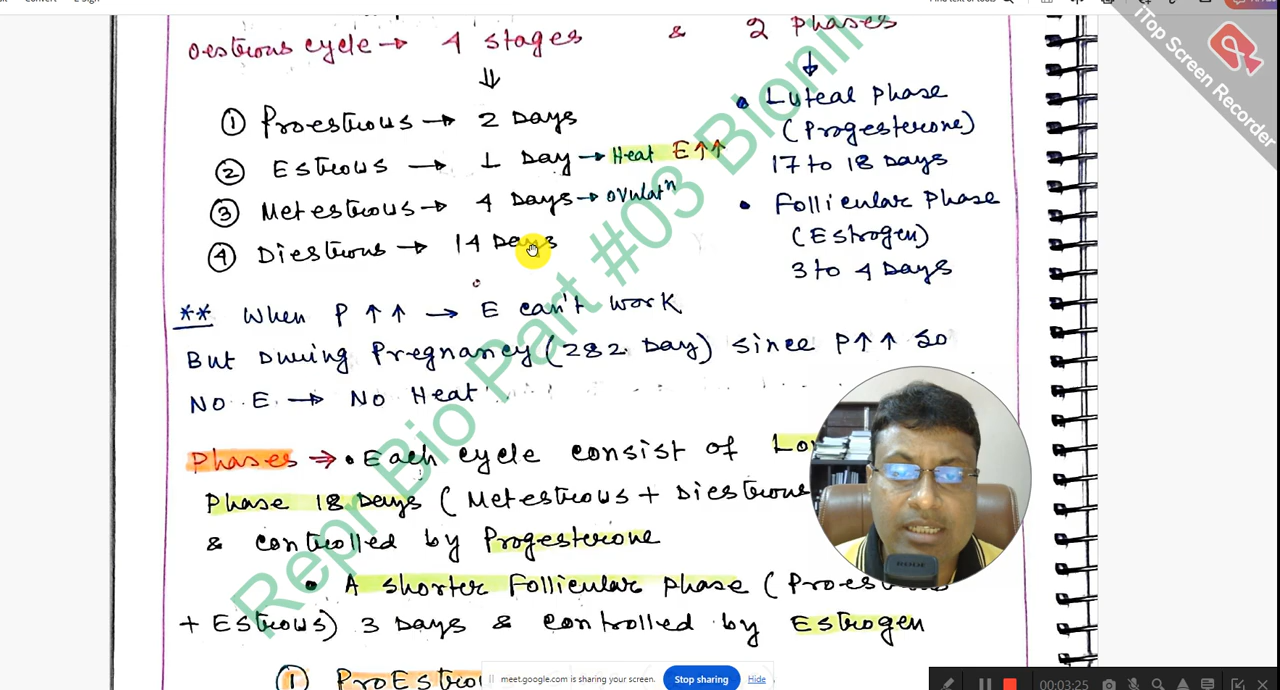 Oestrous cycle → 4 stages & 2 Phases
① Proestrous → 2 Days
② Estrous → 1 Day → Heat E↑↑
③ Metestrous → 4 Days → ovulatⁿ
④ Diestrous → 14 Days
• Luteal Phase
(Progesterone)
17 to 18 Days
• Follicular Phase
(Estrogen)
3 to 4 Days
** When P ↑↑ → E can't work
But During Pregnancy (282 Day) since P↑↑ So
NO E → No Heat
Phases ⇒ • Each cycle consist of
Phase 18 Days (Metestrous + Diestrous
& controlled by Progesterone
• A shorter Follicular Phase
+ Estrous) 3 Days & controlled by Estrogen
①
Repr Bio Part #03
iTop Screen Recorder
RODE
meet.google.com is sharing your screen.
Stop sharing
Hide
00:03:25